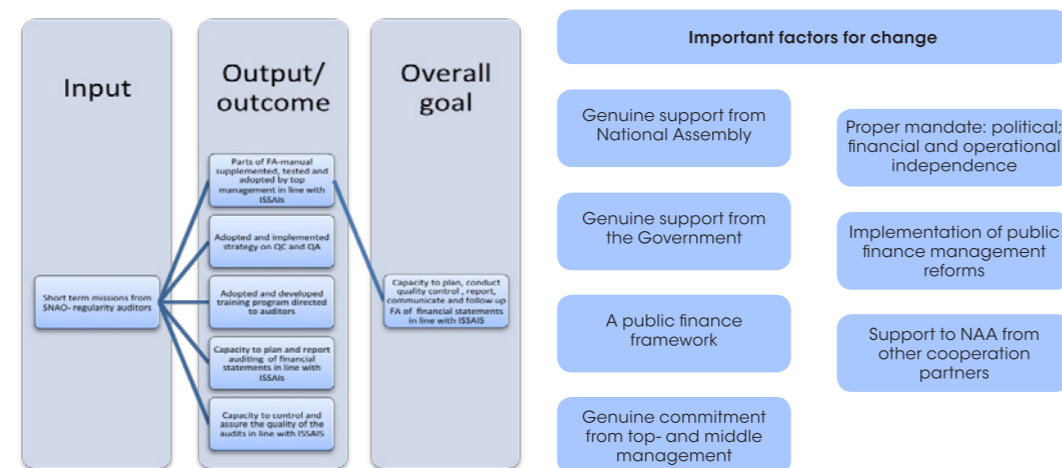 Input
Output/
outcome
Overall
goal
Parts of FA-manual
supplemented, tested and
adopted by top
management in line with
ISSAIs
Adopted and implemented
strategy on QC and QA
Short term missions from
SNAO- regularity auditors
Adopted and developed
training program directed
to auditors
Capacity to plan and report
auditing of financial
statements in line with
ISSAIs
Capacity to control and
assure the quality of the
audits in line with ISSAIS
Capacity to plan, conduct
quality control , report,
communicate and follow up
FA of financial statements
in line with ISSAIS
Important factors for change
Genuine support from
National Assembly
Genuine support from
the Government
A public finance
framework
Genuine commitment
from top- and middle
management
Proper mandate: political;
financial and operational
independence
Implementation of public
finance management
reforms
Support to NAA from
other cooperation
partners